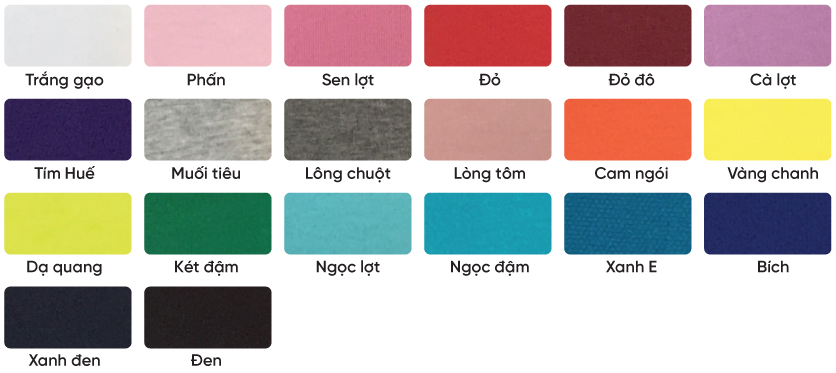 Trắng gạo
Phấn
Sen lợt
Đỏ
Đỏ đô
Cà lợt
Tím Huế
Muối tiêu
Lông chuột
Lòng tôm
Cam ngói
Vàng chanh
Dạ quang
Két đậm
Ngọc lợt
Ngọc đậm
Xanh E
Bích
Xanh đen
Đen